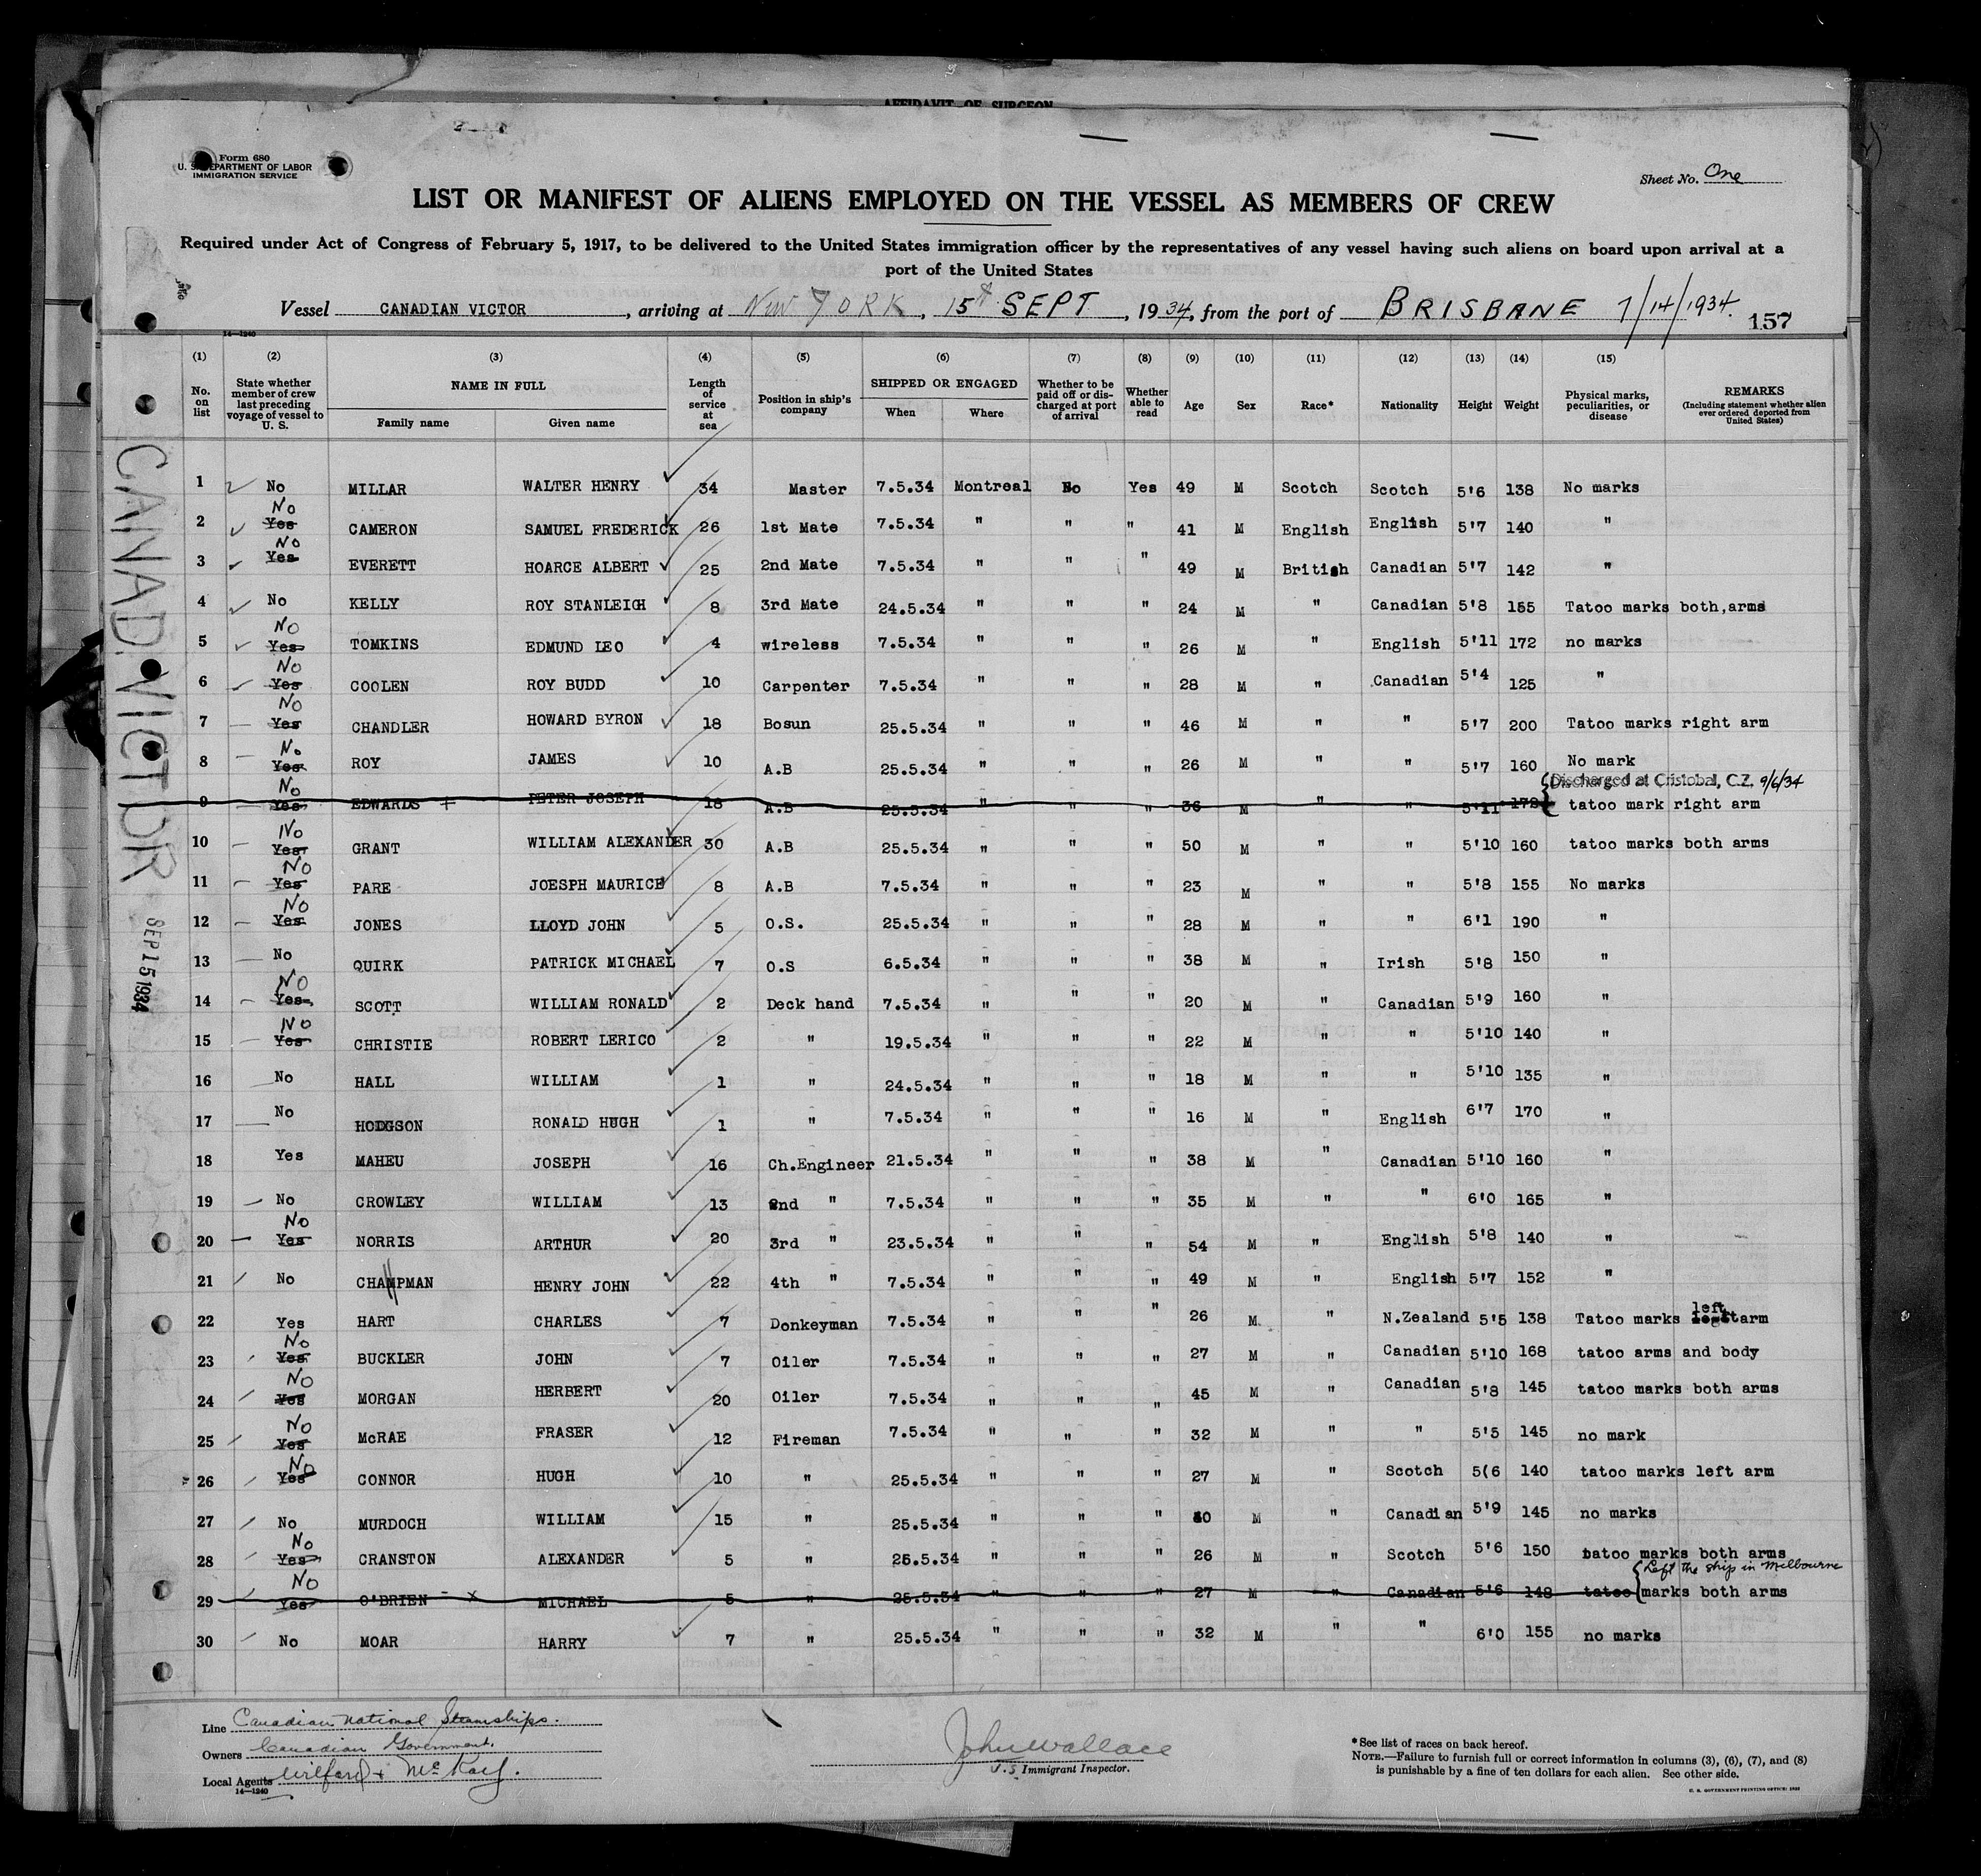 AFFIDAVIT OF SURGEON
Form 680
U. S. DEPARTMENT OF LABOR
IMMIGRATION SERVICE
Sheet No. One
LIST OR MANIFEST OF ALIENS EMPLOYED ON THE VESSEL AS MEMBERS OF CREW
Required under Act of Congress of February 5, 1917, to be delivered to the United States immigration officer by the representatives of any vessel having such aliens on board upon arrival at a
port of the United States
Vessel CANADIAN VICTOR, arriving at New YORK, 15th SEPT, 1934, from the port of BRISBANE 7/14/1934. 157
14—1240
(1) (2) (3) (4) (5) (6) (7) (8) (9) (10) (11) (12) (13) (14) (15)
No. on list | State whether member of crew last preceding voyage of vessel to U. S. | NAME IN FULL Family name Given name | Length of service at sea | Position in ship's company | SHIPPED OR ENGAGED When Where | Whether to be paid off or discharged at port of arrival | Whether able to read | Age | Sex | Race* | Nationality | Height | Weight | Physical marks, peculiarities, or disease | REMARKS (Including statement whether alien ever ordered deported from United States)
1 No MILLAR WALTER HENRY 34 Master 7.5.34 Montreal No Yes 49 M Scotch Scotch 5'6 138 No marks
2 Yes No CAMERON SAMUEL FREDERICK 26 1st Mate 7.5.34 " " " 41 M English English 5'7 140 "
3 Yes No EVERETT HOARCE ALBERT 25 2nd Mate 7.5.34 " " " 49 M British Canadian 5'7 142 "
4 No KELLY ROY STANLEIGH 8 3rd Mate 24.5.34 " " " 24 M " Canadian 5'8 155 Tatoo marks both,arms
5 Yes No TOMKINS EDMUND LEO 4 wireless 7.5.34 " " " 26 M " English 5'11 172 no marks
6 Yes No COOLEN ROY BUDD 10 Carpenter 7.5.34 " " " 28 M " Canadian 5'4 125 "
7 Yes No CHANDLER HOWARD BYRON 18 Bosun 25.5.34 " " " 46 M " " 5'7 200 Tatoo marks right arm
8 Yes No ROY JAMES 10 A.B 25.5.34 " " " 26 M " " 5'7 160 No mark
Discharged at Cristobal, C.Z. 9/6/34
9 Yes No EDWARDS + PETER JOSEPH 18 A.B 25.5.34 " " " 36 M " " 5'11 172 tatoo mark right arm
10 Yes No GRANT WILLIAM ALEXANDER 30 A.B 25.5.34 " " " 50 M " " 5'10 160 tatoo marks both arms
11 Yes No PARE JOESPH MAURICE 8 A.B 7.5.34 " " " 23 M " " 5'8 155 No marks
12 Yes No JONES LLOYD JOHN 5 O.S. 25.5.34 " " " 28 M " " 6'1 190 "
13 No QUIRK PATRICK MICHAEL 7 O.S 6.5.34 " " " 38 M " Irish 5'8 150 "
14 Yes No SCOTT WILLIAM RONALD 2 Deck hand 7.5.34 " " " 20 M " Canadian 5'9 160 "
15 Yes No CHRISTIE ROBERT LERICO 2 " 19.5.34 " " " 22 M " " 5'10 140 "
16 No HALL WILLIAM 1 " 24.5.34 " " " 18 M " " 5'10 135 "
17 No HODGSON RONALD HUGH 1 " 7.5.34 " " " 16 M " English 6'7 170 "
18 Yes MAHEU JOSEPH 16 Ch.Engineer 21.5.34 " " " 38 M " Canadian 5'10 160 "
19 No CROWLEY WILLIAM 13 2nd " 7.5.34 " " " 35 M " " 6'0 165 "
20 Yes No NORRIS ARTHUR 20 3rd " 23.5.34 " " " 54 M " English 5'8 140 "
21 No CHAPMAN HENRY JOHN 22 4th " 7.5.34 " " " 49 M " English 5'7 152 "
22 Yes HART CHARLES 7 Donkeyman 7.5.34 " " " 26 M " N.Zealand 5'5 138 Tatoo marks left arm
23 Yes No BUCKLER JOHN 7 Oiler 7.5.34 " " " 27 M " Canadian 5'10 168 tatoo arms and body
24 Yes No MORGAN HERBERT 20 Oiler 7.5.34 " " " 45 M " Canadian 5'8 145 tatoo marks both arms
25 Yes No McRAE FRASER 12 Fireman 7.5.34 " " " 32 M " " 5'5 145 no mark
26 Yes No CONNOR HUGH 10 " 25.5.34 " " " 27 M " Scotch 5(6 140 tatoo marks left arm
27 No MURDOCH WILLIAM 15 " 25.5.34 " " " 40 M " Canadian 5'9 145 no marks
28 Yes No CRANSTON ALEXANDER 5 " 25.5.34 " " " 26 M " Scotch 5'6 150 tatoo marks both arms
Left the ship in Melbourne
29 Yes No O'BRIEN - x MICHAEL 5 " 25.5.34 " " " 27 M " Canadian 5'6 148 tatoo marks both arms
30 No MOAR HARRY 7 " 25.5.34 " " " 32 M " " 6'0 155 no marks
CANAD. VICTOR
SEP 15 1934
Line Canadian National Steamships.
Owners Canadian Government.
Local Agents Wilford & McKay.
14—1240
John Wallace
U.S. Immigrant Inspector.
*See list of races on back hereof.
NOTE.—Failure to furnish full or correct information in columns (3), (6), (7), and (8)
is punishable by a fine of ten dollars for each alien. See other side.
U. S. GOVERNMENT PRINTING OFFICE: 1932